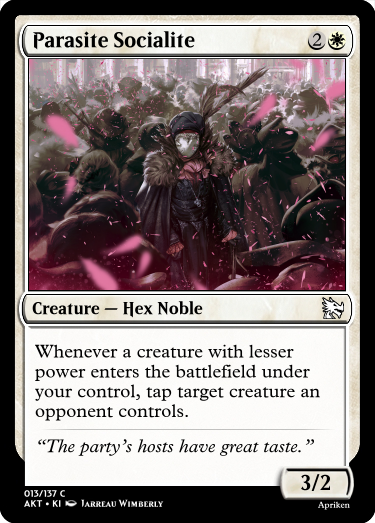 Parasite Socialite 2
Creature — Hex Noble
Whenever a creature with lesser
power enters the battlefield under
your control, tap target creature an
opponent controls.
“The party’s hosts have great taste.”
3/2
013/137 C
AKT • KI Jarreau Wimberly
Apriken